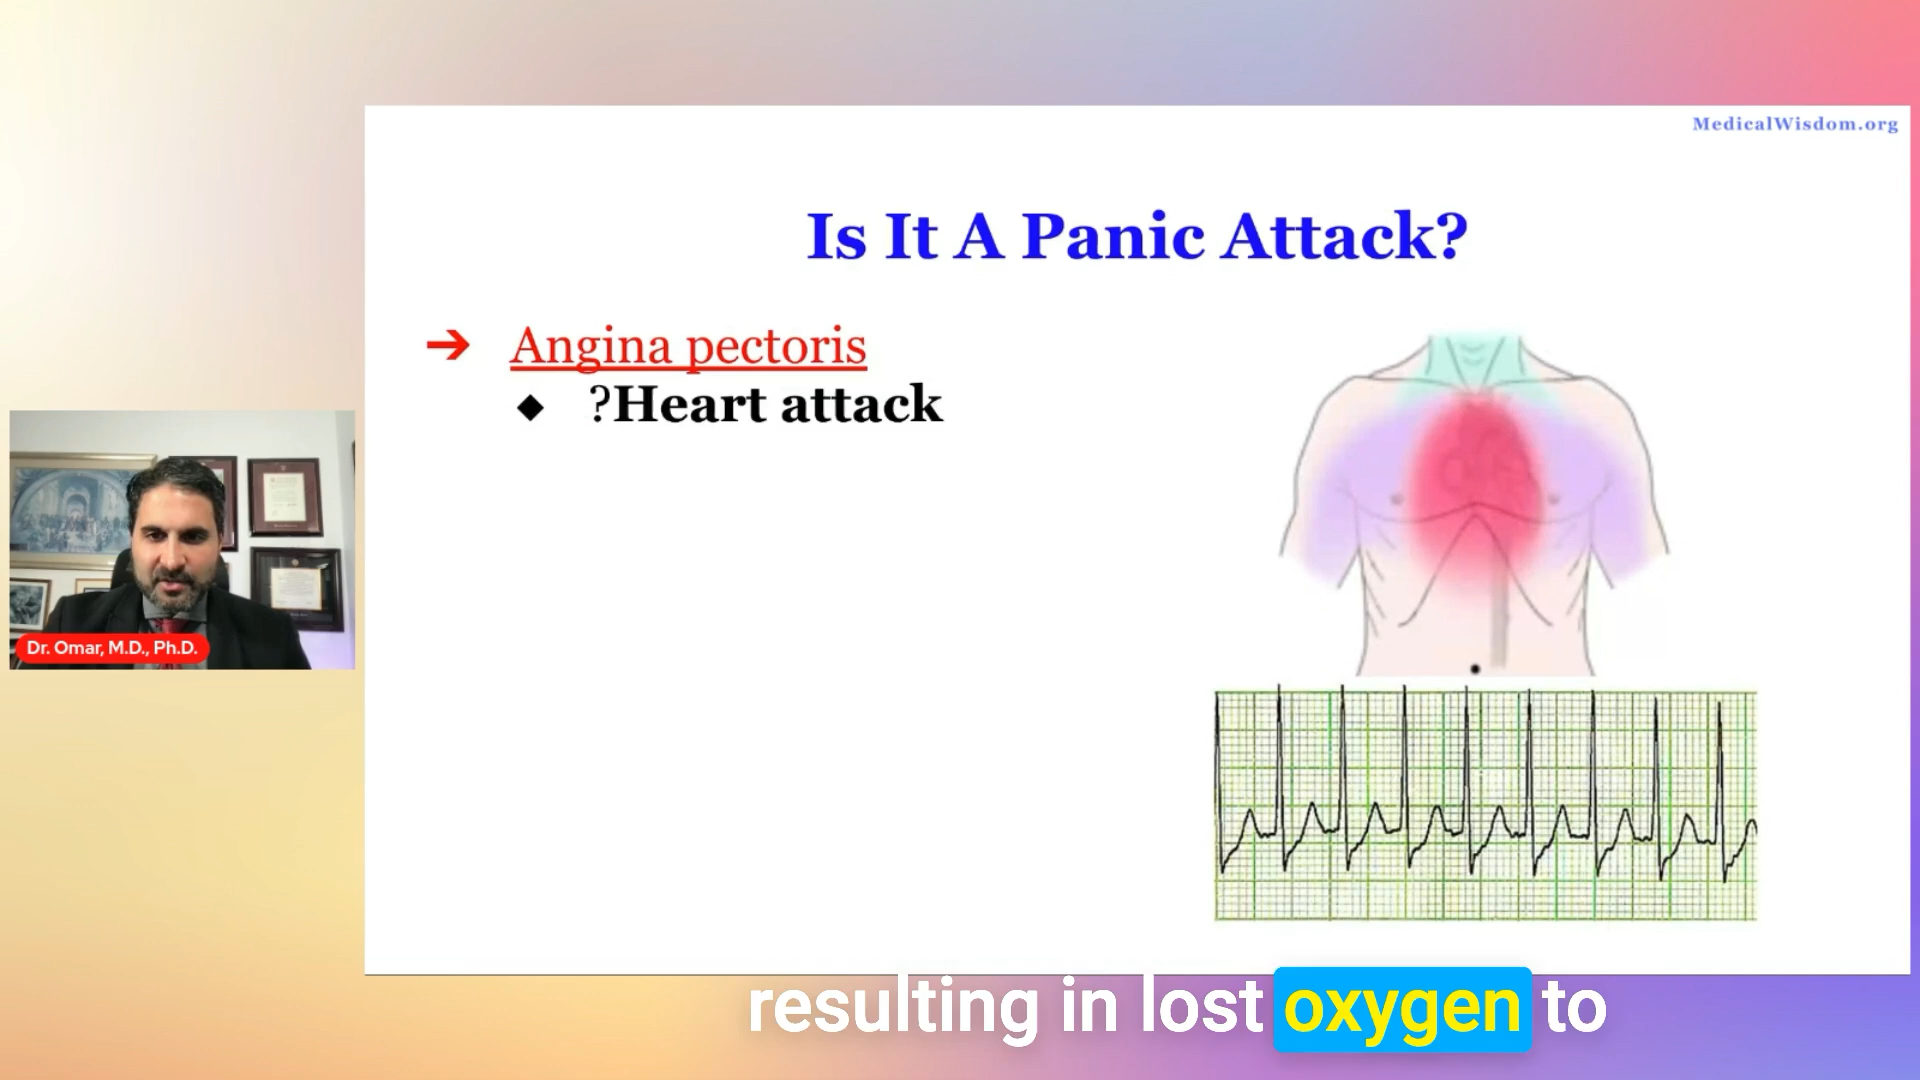 MedicalWisdom.org
Is It A Panic Attack?
➔ Angina pectoris
◆ ?Heart attack
Dr. Omar, M.D., Ph.D.
resulting in lost oxygen to